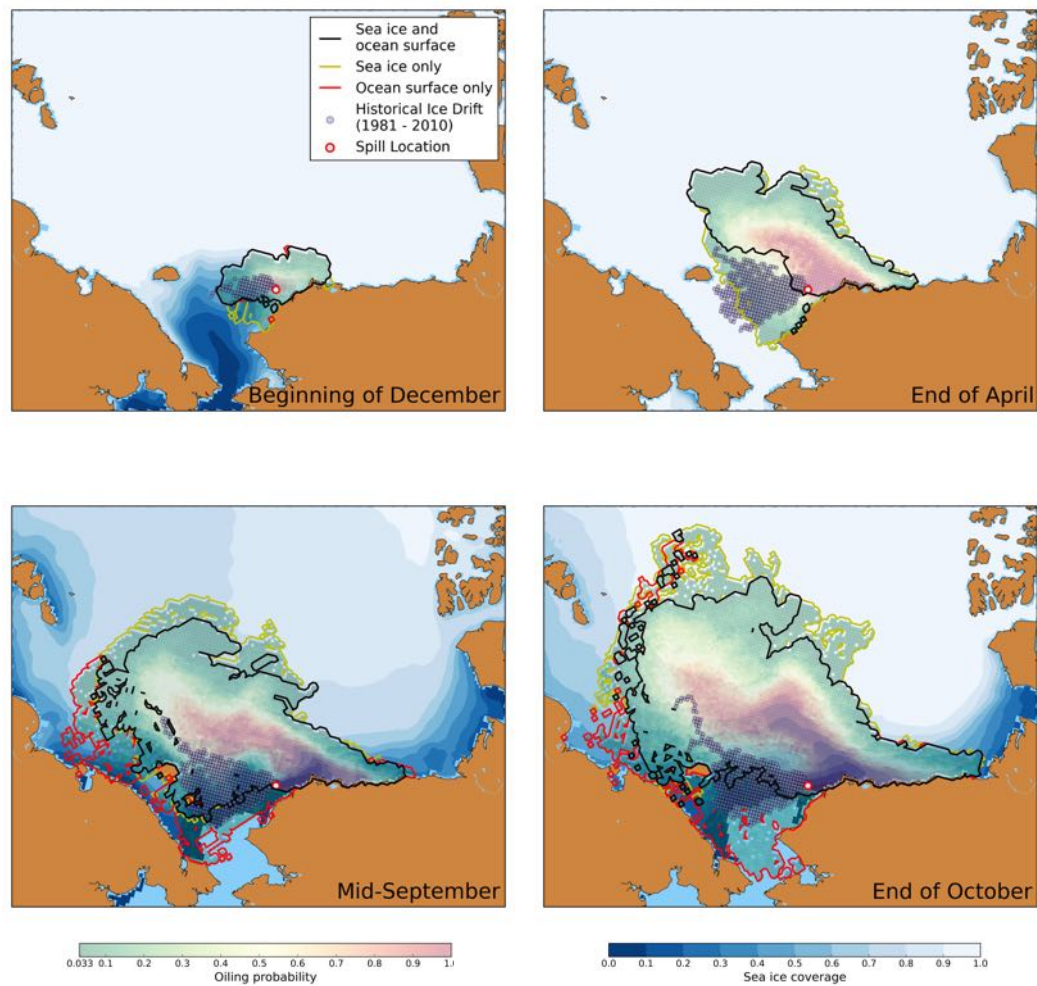 Sea ice and
ocean surface
Sea ice only
Ocean surface only
Historical Ice Drift
(1981 - 2010)
Spill Location
Beginning of December
End of April
Mid-September
End of October
0.033 0.1 0.2 0.3 0.4 0.5 0.6 0.7 0.8 0.9 1.0
Oiling probability
0.0 0.1 0.2 0.3 0.4 0.5 0.6 0.7 0.8 0.9 1.0
Sea ice coverage